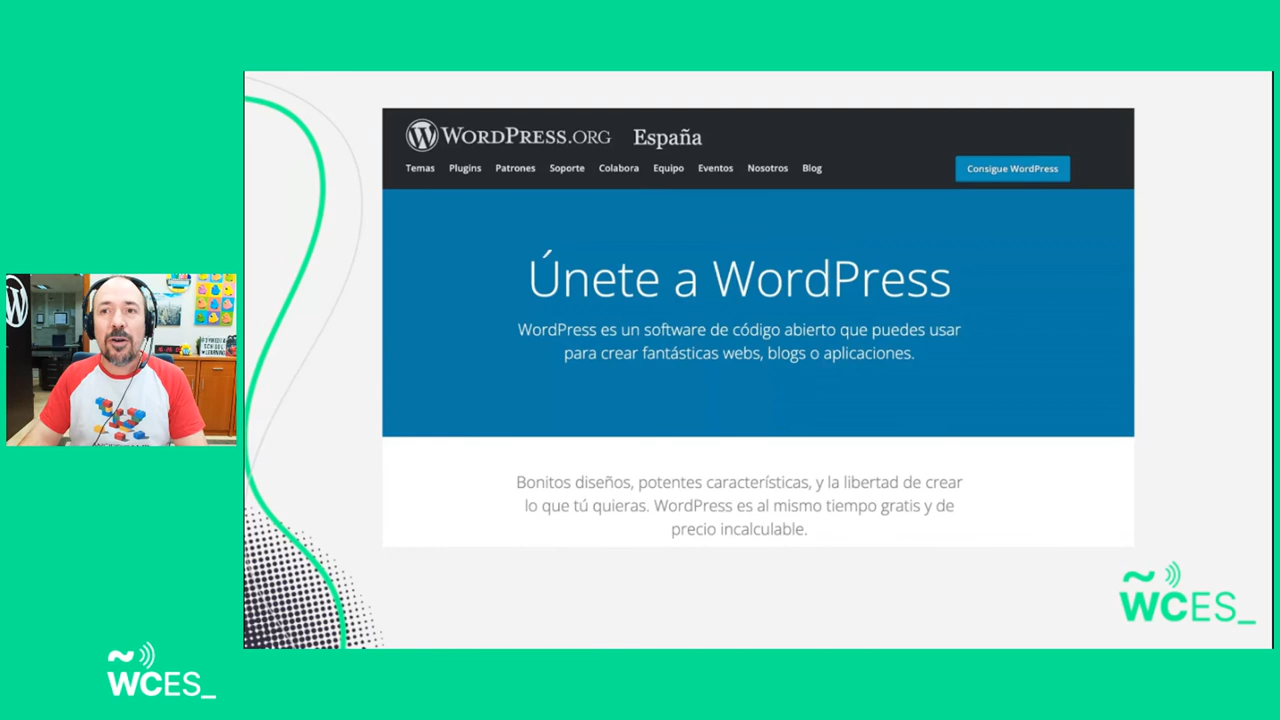 WORDPRESS.ORG España
Temas Plugins Patrones Soporte Colabora Equipo Eventos Nosotros Blog Consigue WordPress
Únete a WordPress
WordPress es un software de código abierto que puedes usar
para crear fantásticas webs, blogs o aplicaciones.
Bonitos diseños, potentes características, y la libertad de crear
lo que tú quieras. WordPress es al mismo tiempo gratis y de
precio incalculable.
~ WCES_
~ WCES_